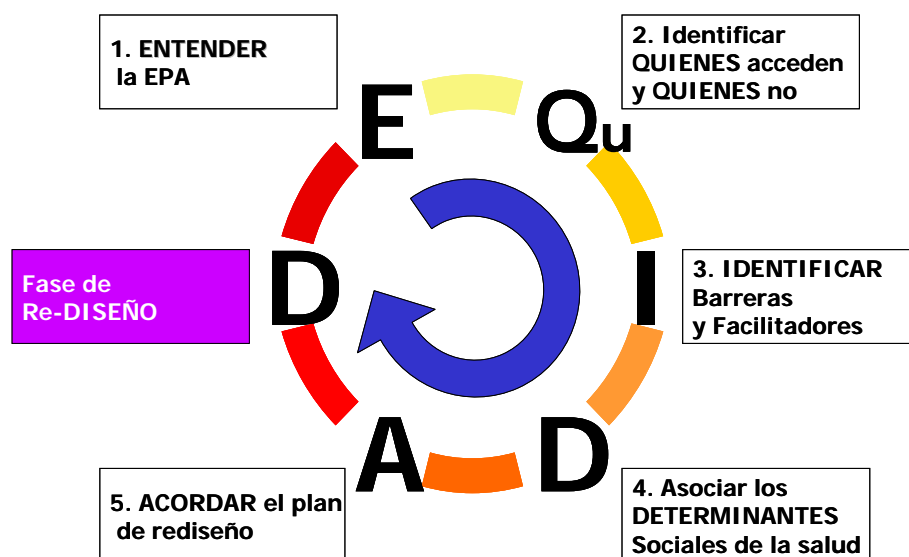 1. ENTENDER
la EPA
2. Identificar
QUIENES acceden
y QUIENES no
E
Qu
Fase de
Re-DISEÑO
D
I
3. IDENTIFICAR
Barreras
y Facilitadores
A
D
5. ACORDAR el plan
de rediseño
4. Asociar los
DETERMINANTES
Sociales de la salud